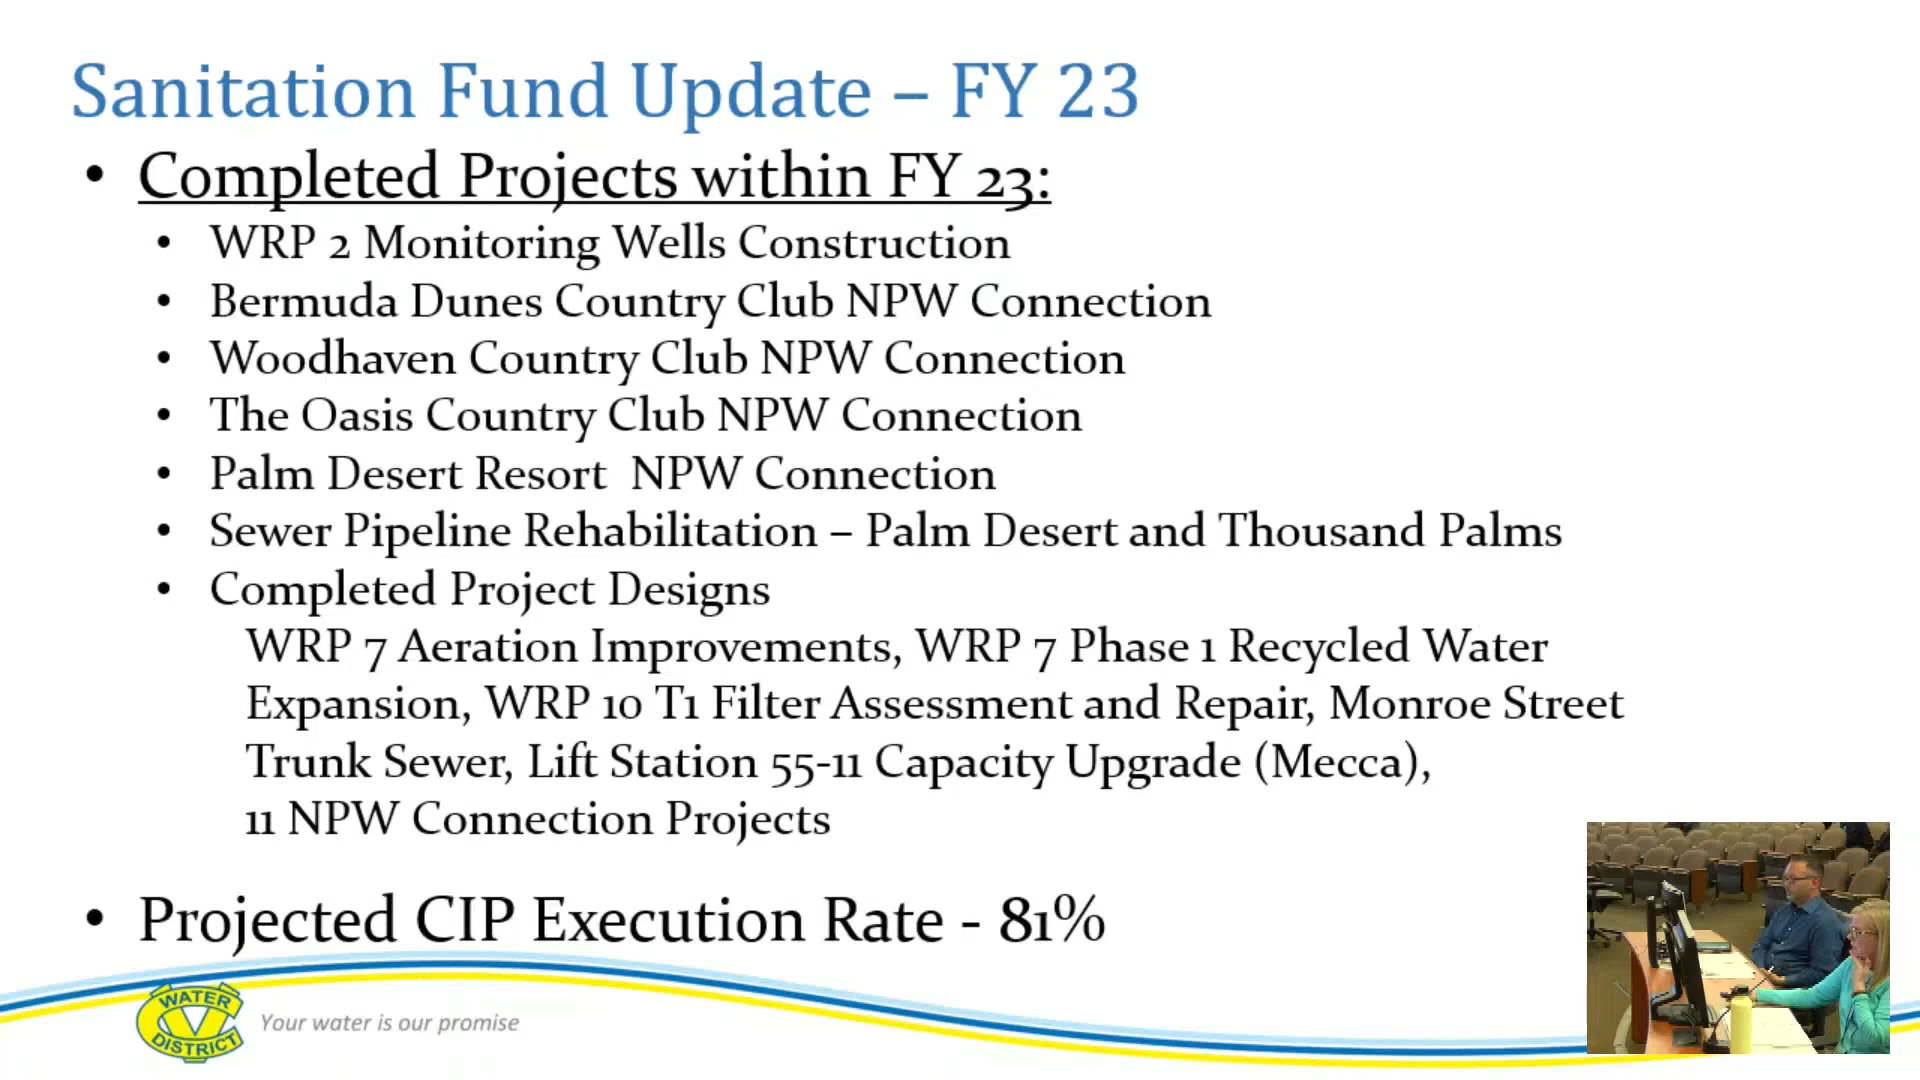 Sanitation Fund Update – FY 23
• Completed Projects within FY 23:
• WRP 2 Monitoring Wells Construction
• Bermuda Dunes Country Club NPW Connection
• Woodhaven Country Club NPW Connection
• The Oasis Country Club NPW Connection
• Palm Desert Resort NPW Connection
• Sewer Pipeline Rehabilitation – Palm Desert and Thousand Palms
• Completed Project Designs
WRP 7 Aeration Improvements, WRP 7 Phase 1 Recycled Water
Expansion, WRP 10 T1 Filter Assessment and Repair, Monroe Street
Trunk Sewer, Lift Station 55-11 Capacity Upgrade (Mecca),
11 NPW Connection Projects
• Projected CIP Execution Rate - 81%
WATER
CV
DISTRICT
Your water is our promise